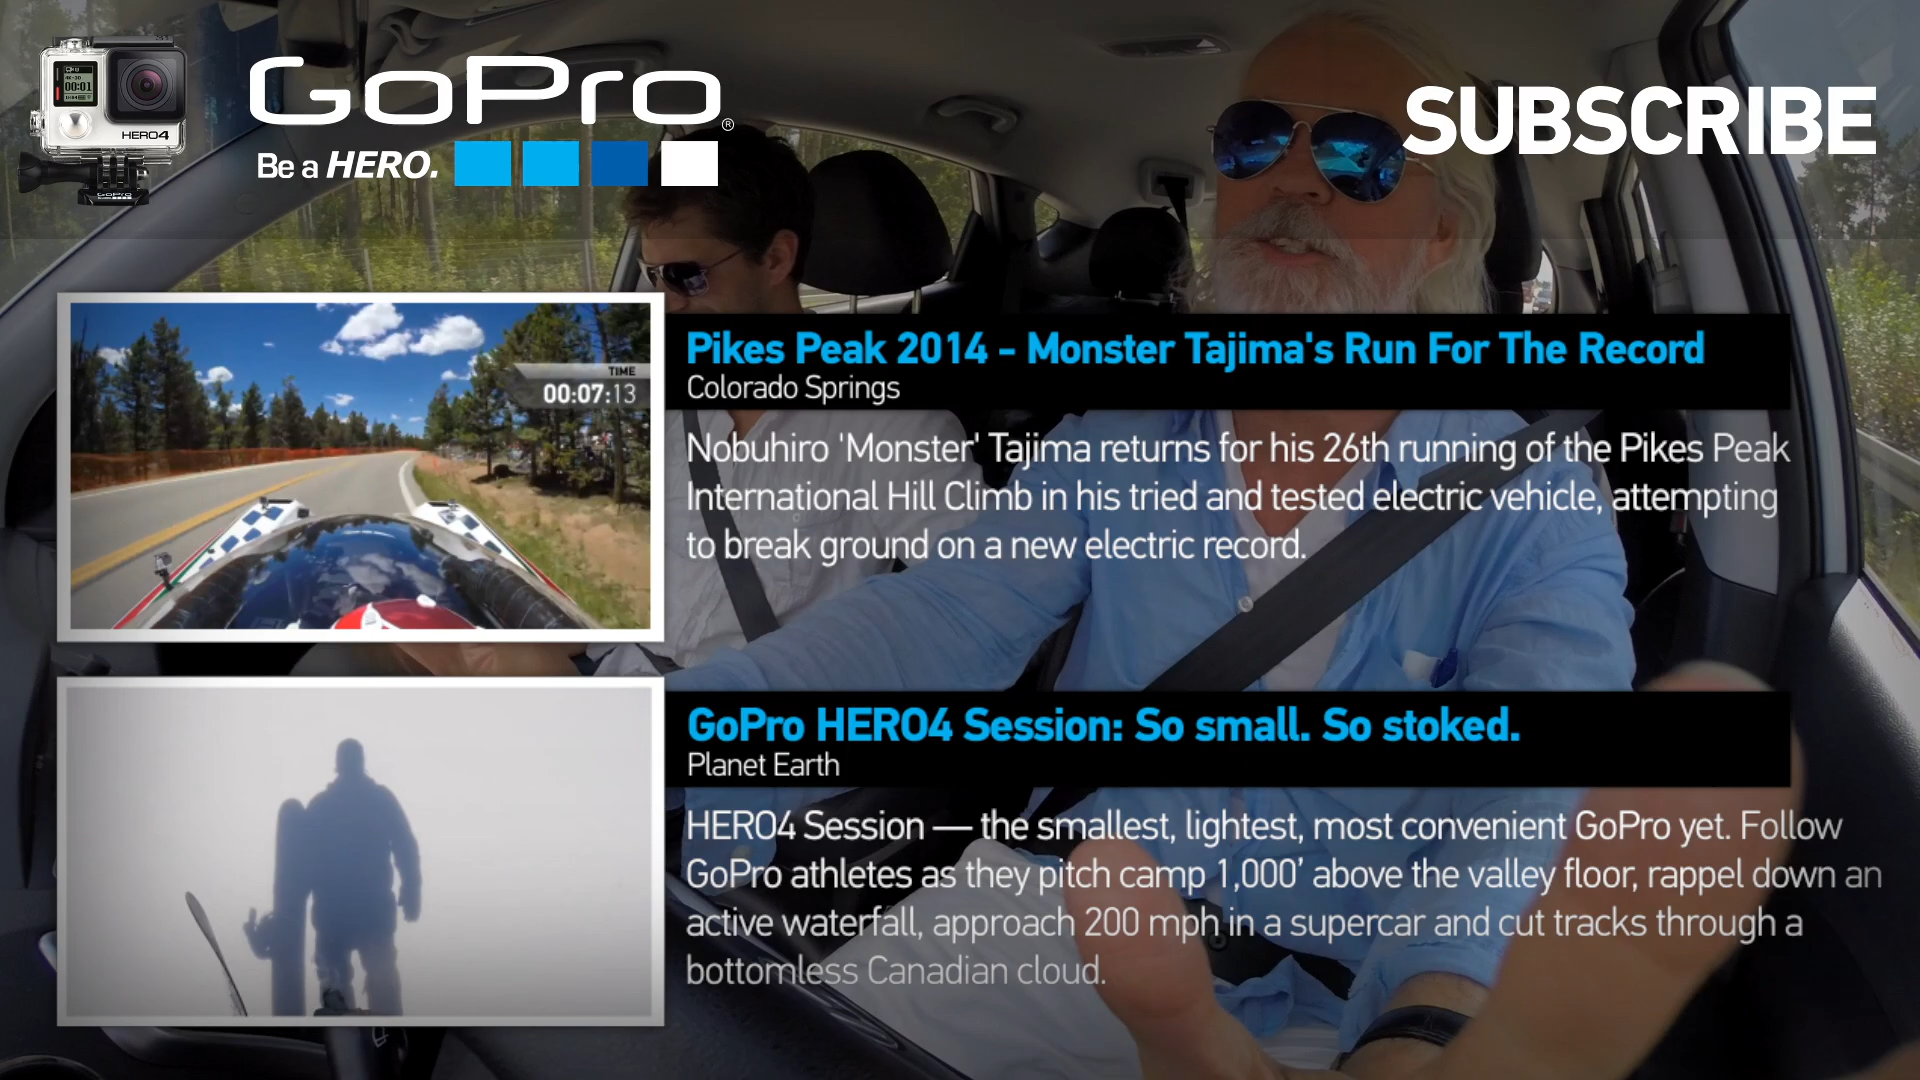 GoPro®
Be a HERO.
SUBSCRIBE
00:01
HERO4
GoPro
TIME
00:07:13
Pikes Peak 2014 - Monster Tajima's Run For The Record
Colorado Springs
Nobuhiro 'Monster' Tajima returns for his 26th running of the Pikes Peak
International Hill Climb in his tried and tested electric vehicle, attempting
to break ground on a new electric record.
GoPro HERO4 Session: So small. So stoked.
Planet Earth
HERO4 Session — the smallest, lightest, most convenient GoPro yet. Follow
GoPro athletes as they pitch camp 1,000’ above the valley floor, rappel down an
active waterfall, approach 200 mph in a supercar and cut tracks through a
bottomless Canadian cloud.